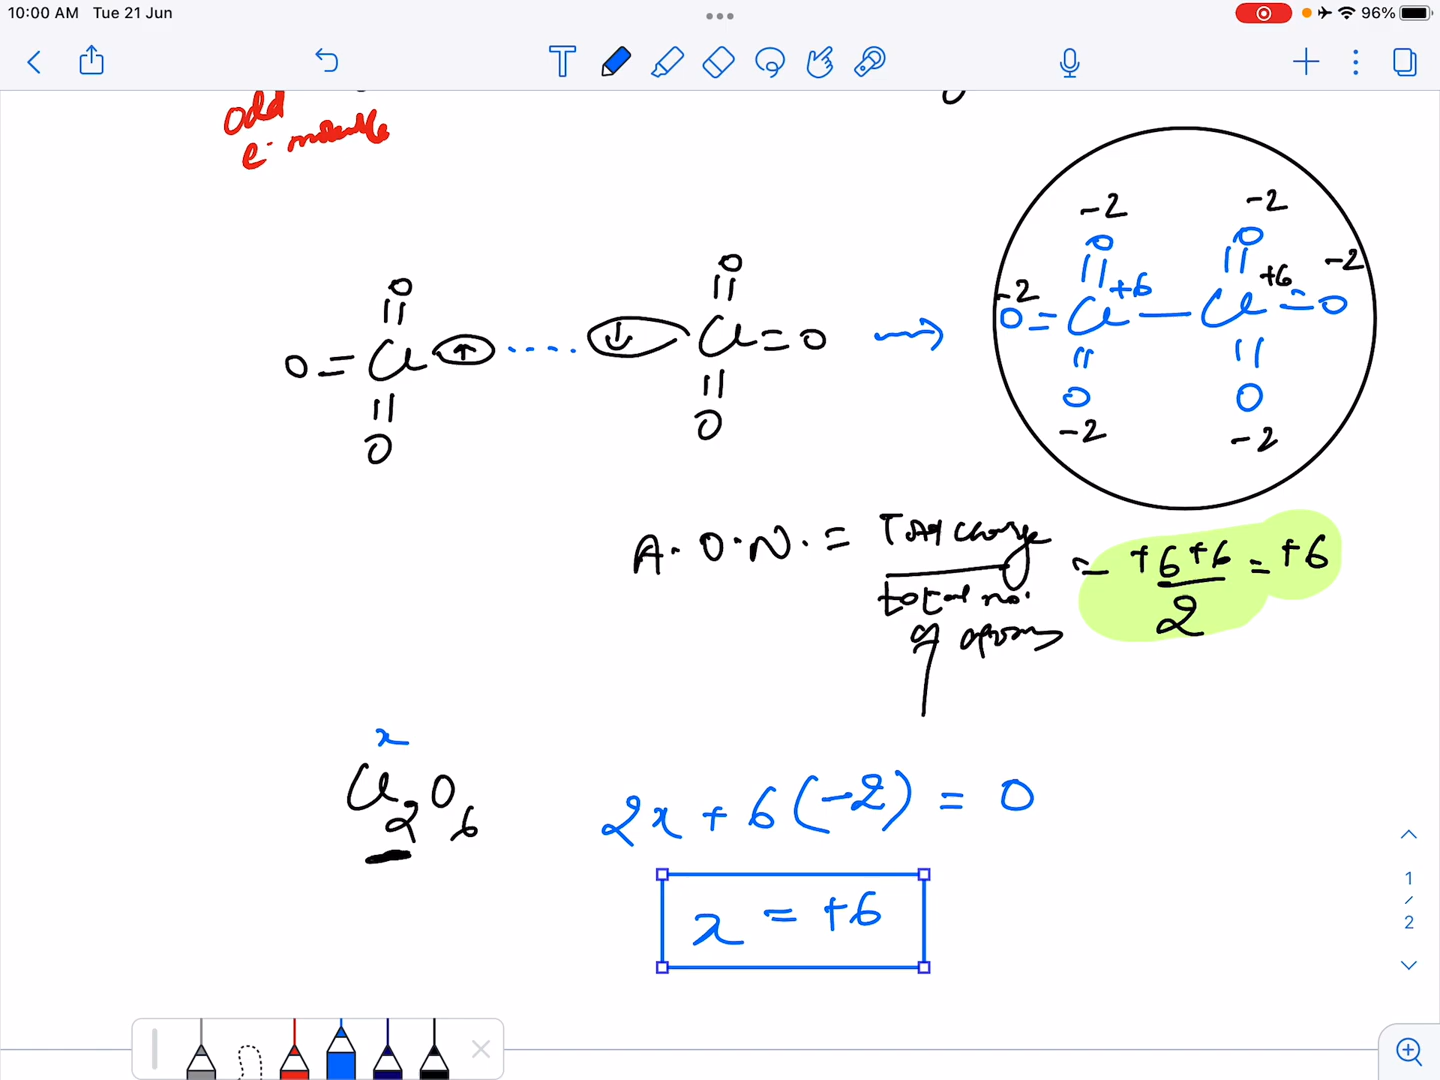 10:00 AM Tue 21 Jun
96%
T
odd
e- molecule
-2 -2
O O -2
O O -2 +6 +6
O=Cl Cl=O O=Cl—Cl=O
O O O O
-2 -2
A.O.N. = Total charge / total no. of atoms = +6+6 / 2 = +6
x
Cl2O6 2x + 6(-2) = 0
x = +6
1
2